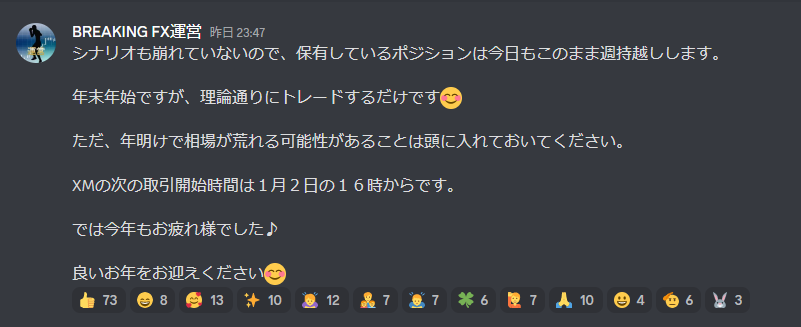 BREAKING FX運営 昨日 23:47
シナリオも崩れていないので、保有しているポジションは今日もこのまま週持越しします。
年末年始ですが、理論通りにトレードするだけです😊
ただ、年明けで相場が荒れる可能性があることは頭に入れておいてください。
XMの次の取引開始時間は１月２日の１６時からです。
では今年もお疲れ様でした♪
良いお年をお迎えください😊
👍 73 😄 8 🥰 13 ✨ 10 🙇‍♀️ 12 👩‍🍼 7 🙇‍♂️ 7 🍀 6 🙋 7 🙏 10 😃 4 🫡 6 🐰 3